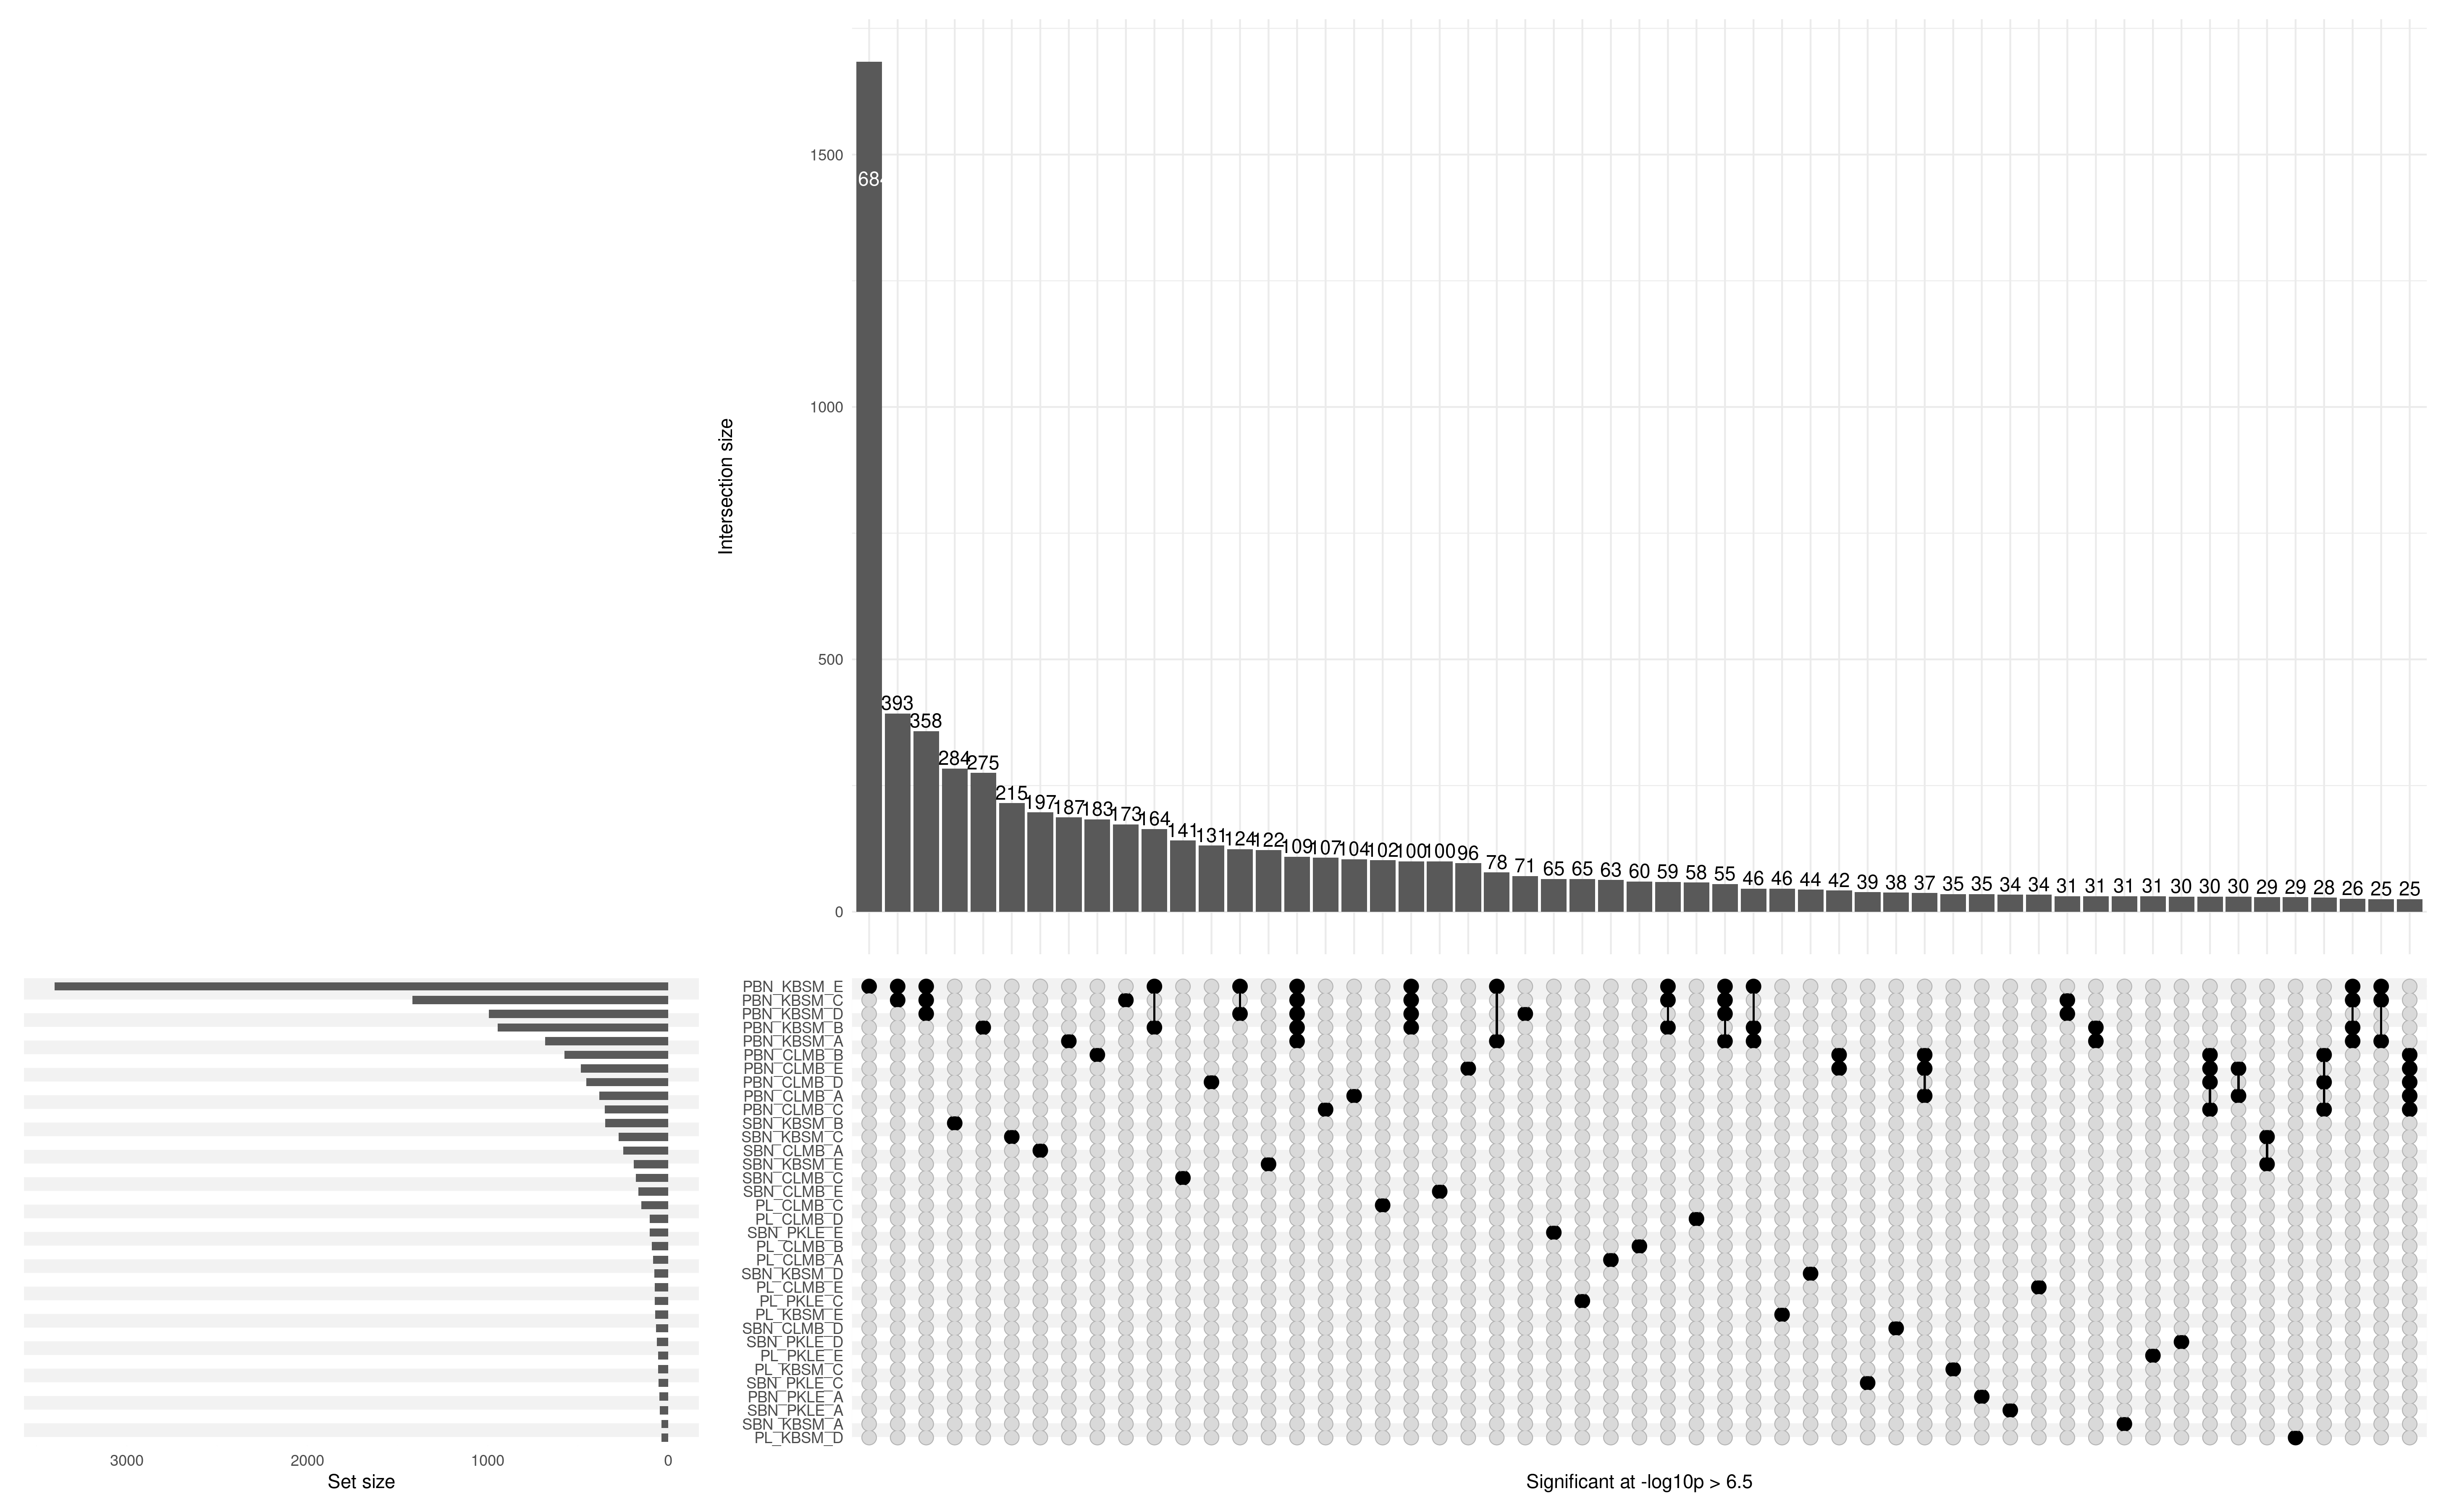 1500
1000
500
0
Intersection size
684
393
358
284
275
215
197
187
183
173
164
141
131
124
122
109
107
104
102
100
100
96
78
71
65
65
63
60
59
58
55
46
46
44
42
39
38
37
35
35
34
34
31
31
31
31
30
30
30
29
29
28
26
25
25
PBN_KBSM_E
PBN_KBSM_C
PBN_KBSM_D
PBN_KBSM_B
PBN_KBSM_A
PBN_CLMB_B
PBN_CLMB_E
PBN_CLMB_D
PBN_CLMB_A
PBN_CLMB_C
SBN_KBSM_B
SBN_KBSM_C
SBN_CLMB_A
SBN_KBSM_E
SBN_CLMB_C
SBN_CLMB_E
PL_CLMB_C
PL_CLMB_D
SBN_PKLE_E
PL_CLMB_B
PL_CLMB_A
SBN_KBSM_D
PL_CLMB_E
PL_PKLE_C
PL_KBSM_E
SBN_CLMB_D
SBN_PKLE_D
PL_PKLE_E
PL_KBSM_C
SBN_PKLE_C
PBN_PKLE_A
SBN_PKLE_A
SBN_KBSM_A
PL_KBSM_D
3000 2000 1000 0
Set size
Significant at -log10p > 6.5